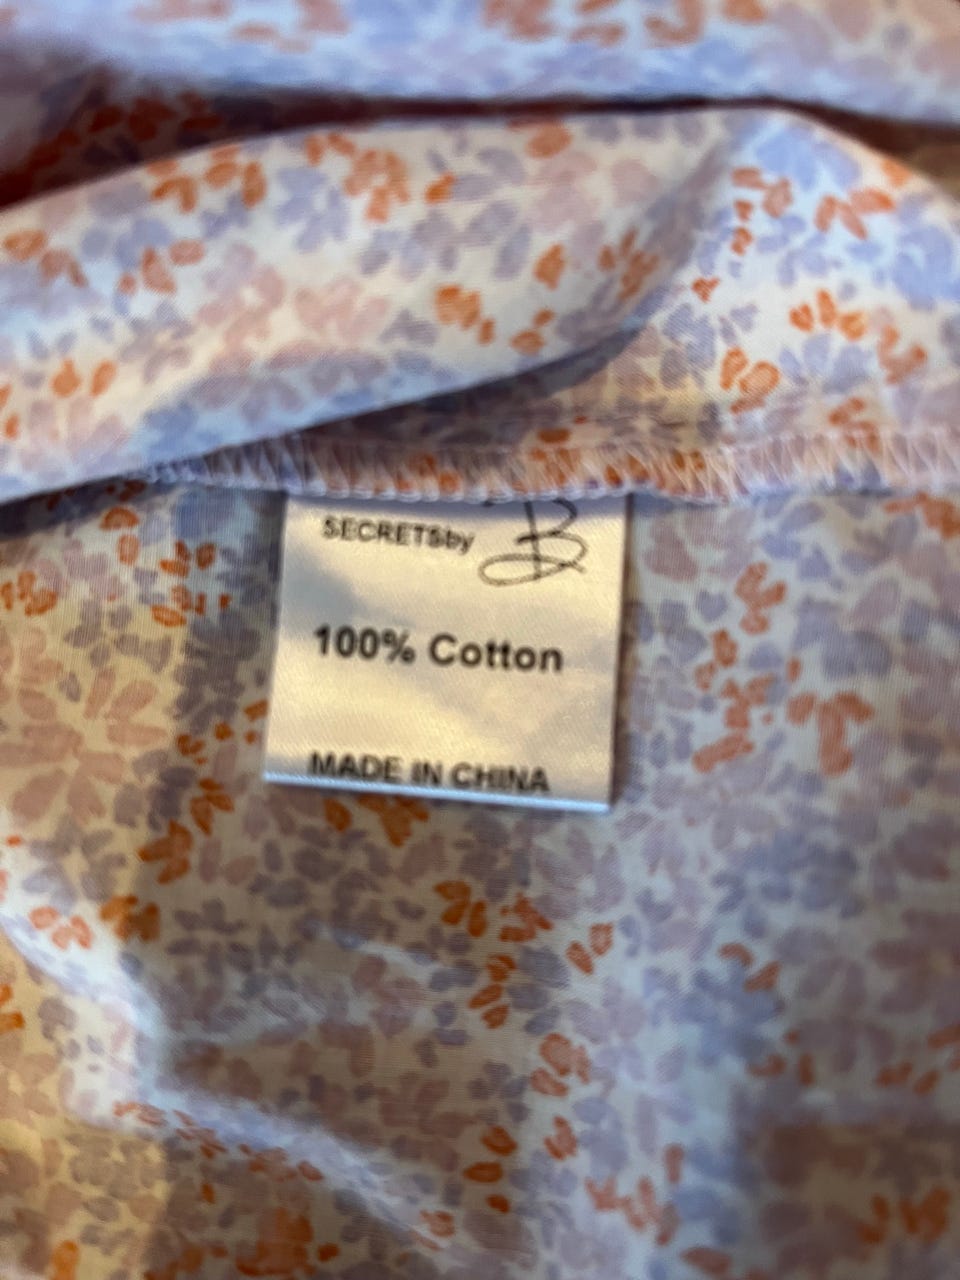 SECRETSby B
100% Cotton
MADE IN CHINA